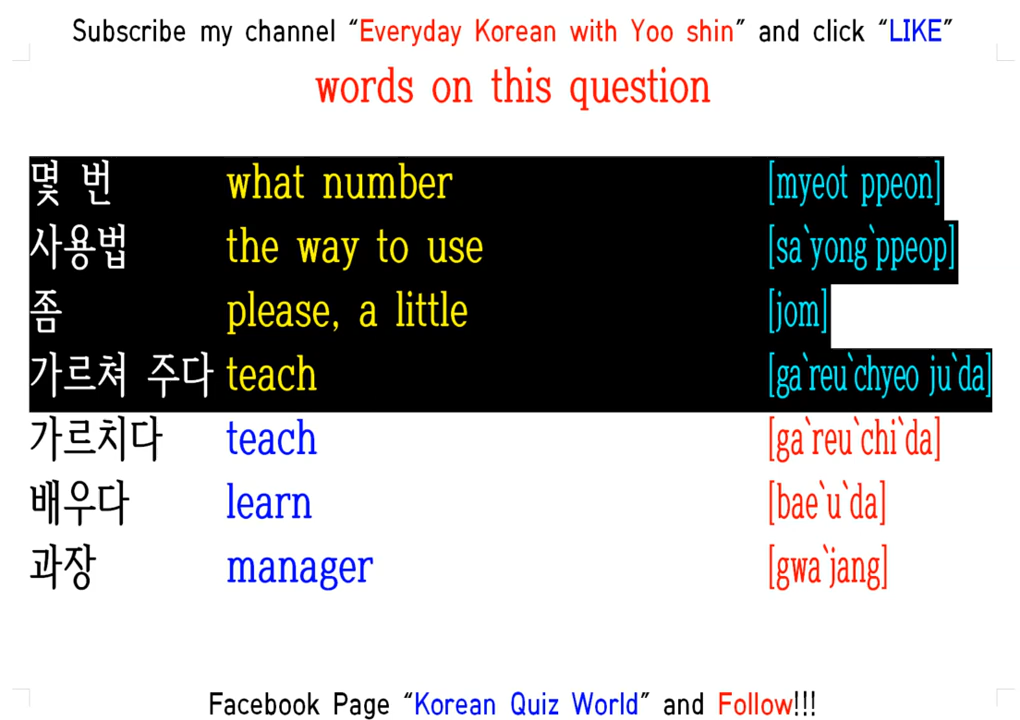 Subscribe my channel “Everyday Korean with Yoo shin” and click “LIKE”
words on this question
몇 번 what number [myeot ppeon]
사용법 the way to use [sa`yong`ppeop]
좀 please, a little [jom]
가르쳐 주다 teach [ga`reu`chyeo ju`da]
가르치다 teach [ga`reu`chi`da]
배우다 learn [bae`u`da]
과장 manager [gwa`jang]
Facebook Page “Korean Quiz World” and Follow!!!